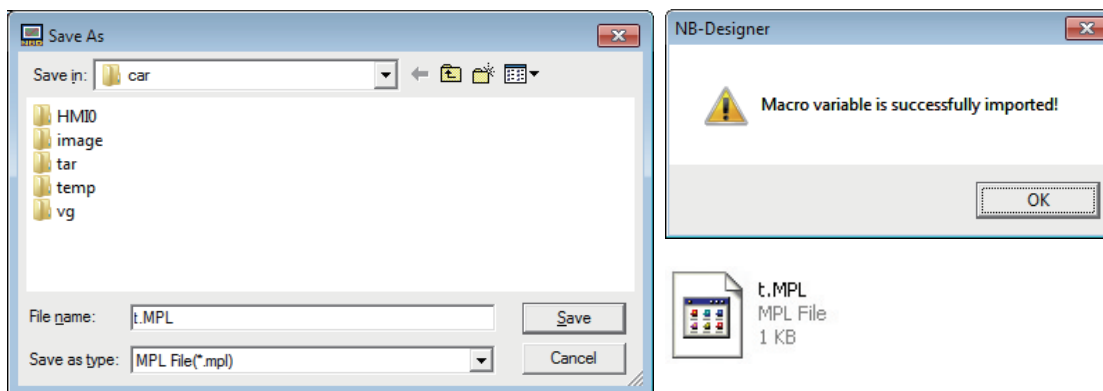 Save As
Save in:
car
HMI0
image
tar
temp
vg
File name:
t.MPL
Save
Save as type:
MPL File(*.mpl)
Cancel
NB-Designer
Macro variable is successfully imported!
OK
t.MPL
MPL File
1 KB